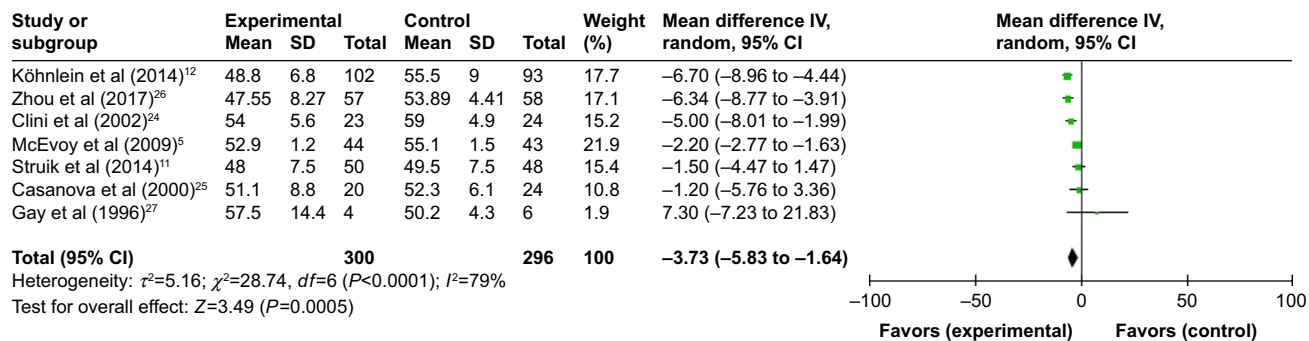 Study or subgroup Experimental Control Weight (%) Mean difference IV, random, 95% CI Mean difference IV, random, 95% CI
Mean SD Total Mean SD Total
Köhnlein et al (2014)¹² 48.8 6.8 102 55.5 9 93 17.7 –6.70 (–8.96 to –4.44)
Zhou et al (2017)²⁶ 47.55 8.27 57 53.89 4.41 58 17.1 –6.34 (–8.77 to –3.91)
Clini et al (2002)²⁴ 54 5.6 23 59 4.9 24 15.2 –5.00 (–8.01 to –1.99)
McEvoy et al (2009)⁵ 52.9 1.2 44 55.1 1.5 43 21.9 –2.20 (–2.77 to –1.63)
Struik et al (2014)¹¹ 48 7.5 50 49.5 7.5 48 15.4 –1.50 (–4.47 to 1.47)
Casanova et al (2000)²⁵ 51.1 8.8 20 52.3 6.1 24 10.8 –1.20 (–5.76 to 3.36)
Gay et al (1996)²⁷ 57.5 14.4 4 50.2 4.3 6 1.9 7.30 (–7.23 to 21.83)
Total (95% CI) 300 296 100 –3.73 (–5.83 to –1.64)
Heterogeneity: τ²=5.16; χ²=28.74, df=6 (P<0.0001); I²=79%
Test for overall effect: Z=3.49 (P=0.0005)
–100 –50 0 50 100
Favors (experimental) Favors (control)